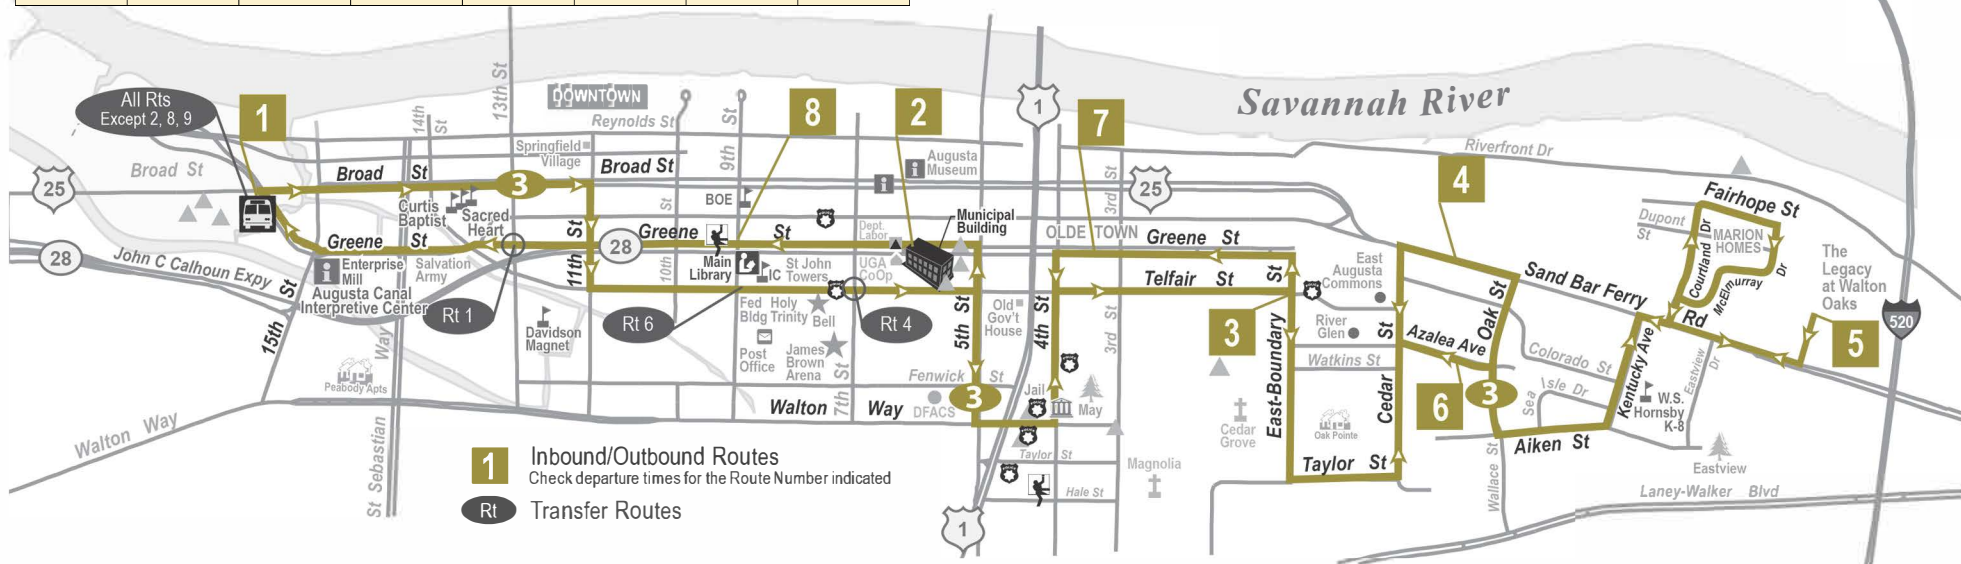 All Rts
Except 2, 8, 9
1
13th St
14th
St
DOWNTOWN
Reynolds St
9th St
8
2
1
7
Savannah River
Riverfront Dr
4
25
Broad St
Broad St
3
Springfield
Village
Broad St
BOE
Augusta
Museum
3rd St
25
Curtis
Baptist
Sacred
Heart
St
Greene St
28
Greene St
Dept.
Labor
Municipal
Building
OLDE TOWN
Greene St
Fairhope St
Dupont
St
MARION
HOMES
Courtland Dr
McElmurray Dr
The
Legacy
at Walton
Oaks
28
John C Calhoun Expy
Enterprise
Mill
Salvation
Army
11th St
10th
Main
Library
IC
St John
Towers
UGA
CoOp
Telfair St
St
East
Augusta
Commons
Sand Bar Ferry
Rd
Augusta Canal
Interpretive Center
15th St
Rt 1
Davidson
Magnet
Rt 6
Fed
Bldg
Holy
Trinity
Bell
Rt 4
5th St
Old
Gov't
House
4th St
3rd St
3
East-Boundary
River
Glen
St
Azalea Ave
Oak St
Colorado St
Kentucky Ave
Eastview
Dr
5
520
Post
Office
James
Brown
Arena
Way
Peabody Apts
Fenwick St
Watkins St
Cedar
6
3
Isle Dr
Sea
W.S.
Hornsby
K-8
Walton Way
7th St
DFACS
3
Jail
May
Cedar
Grove
Oak Pointe
Aiken St
Walton Way
St Sebastian
1
Inbound/Outbound Routes
Check departure times for the Route Number indicated
Rt
Transfer Routes
Taylor St
Hale St
Magnolia
Taylor St
Wallace St
Eastview
Laney-Walker Blvd
1